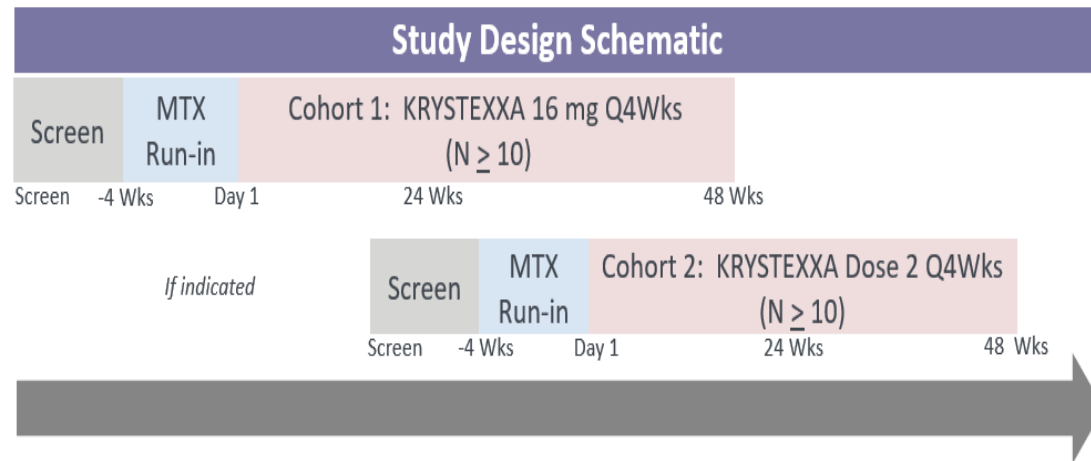 Study Design Schematic
Screen
MTX
Run-in
Cohort 1: KRYSTEXXA 16 mg Q4Wks
(N ≥ 10)
Screen -4 Wks Day 1 24 Wks 48 Wks
If indicated
Screen
MTX
Run-in
Cohort 2: KRYSTEXXA Dose 2 Q4Wks
(N ≥ 10)
Screen -4 Wks Day 1 24 Wks 48 Wks